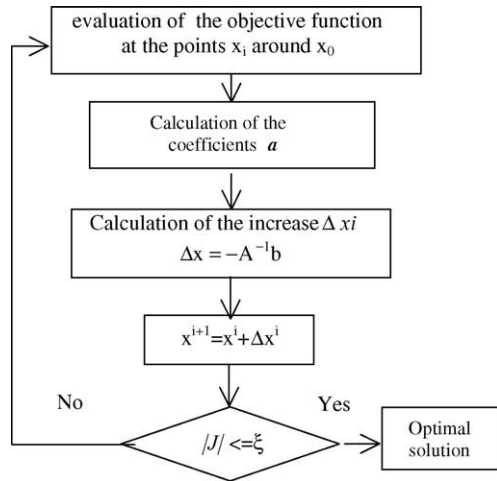 evaluation of the objective function
at the points xᵢ around x₀
Calculation of the
coefficients a
Calculation of the increase Δ xi
Δx = −A⁻¹b
xⁱ⁺¹=xⁱ+Δxⁱ
No
Yes
|J| <=ξ
Optimal
solution